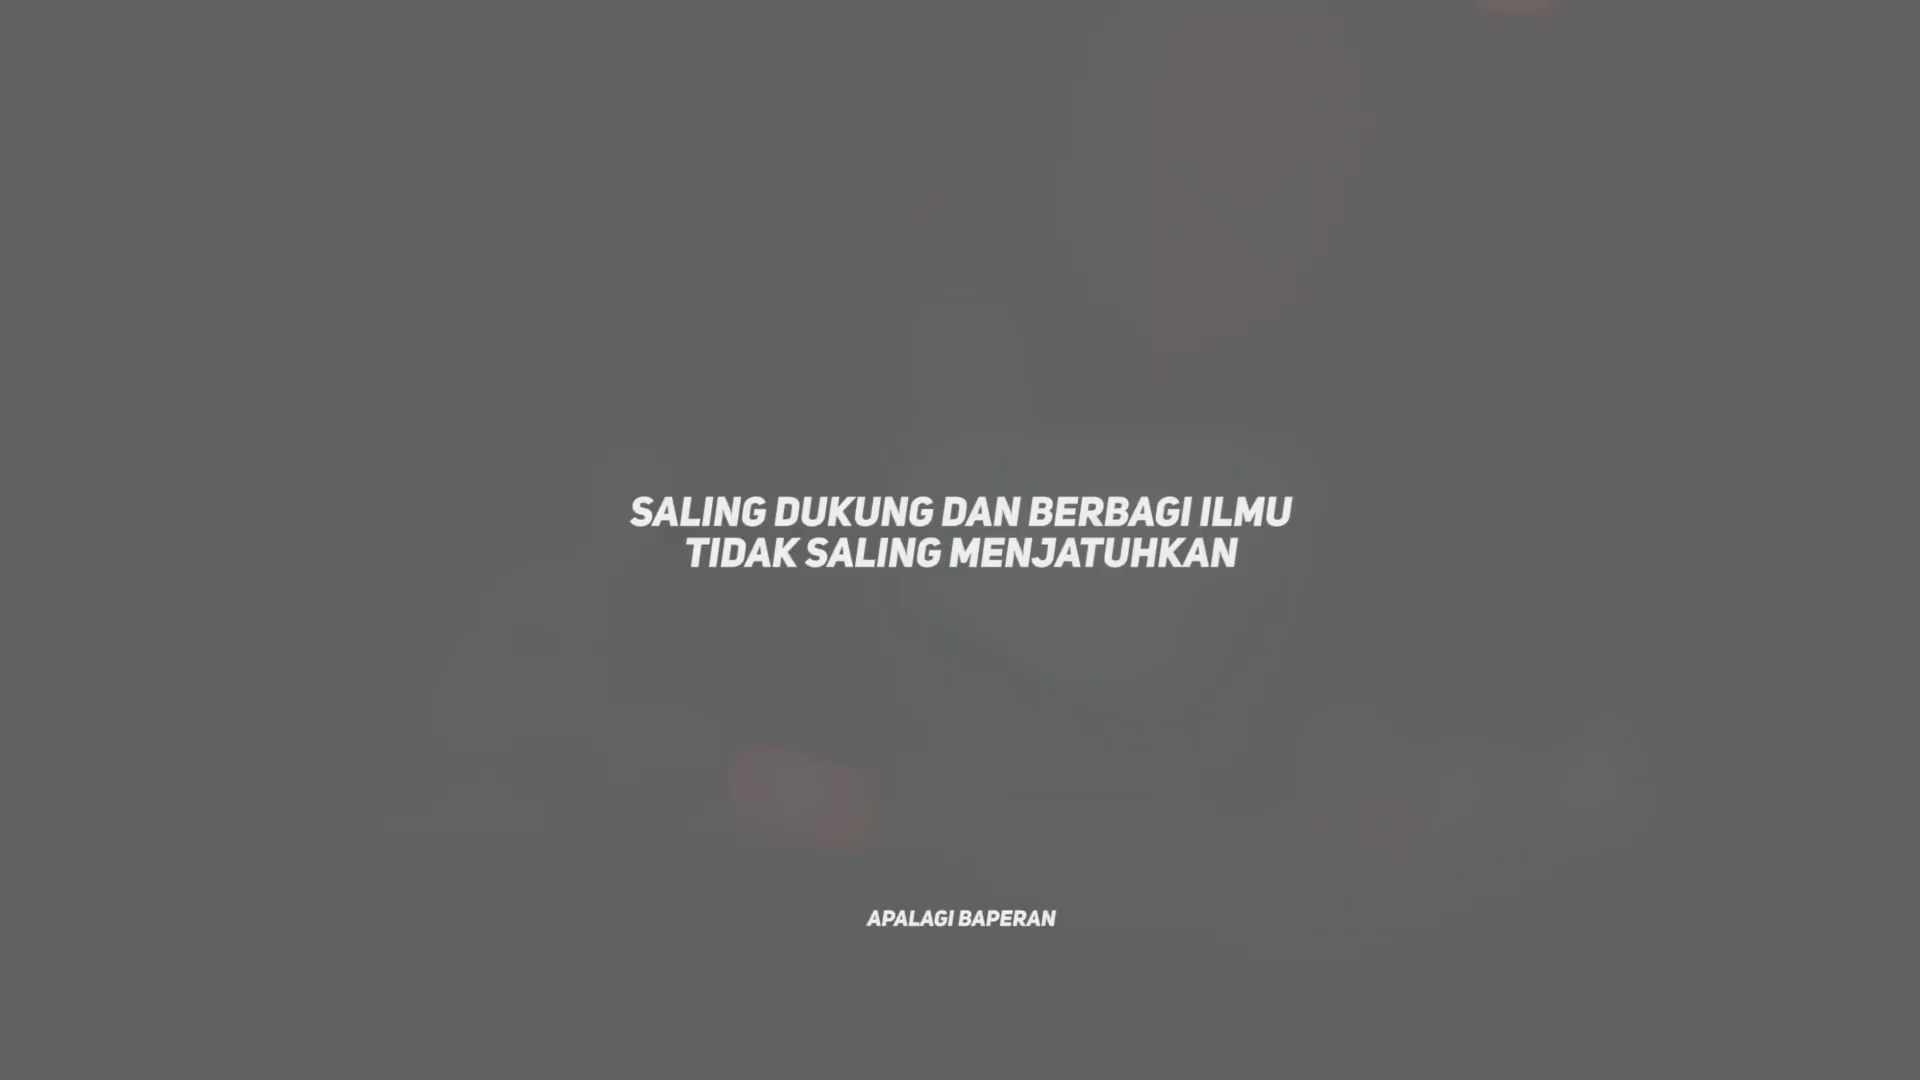 SALING DUKUNG DAN BERBAGI ILMU
TIDAK SALING MENJATUHKAN
APALAGI BAPERAN